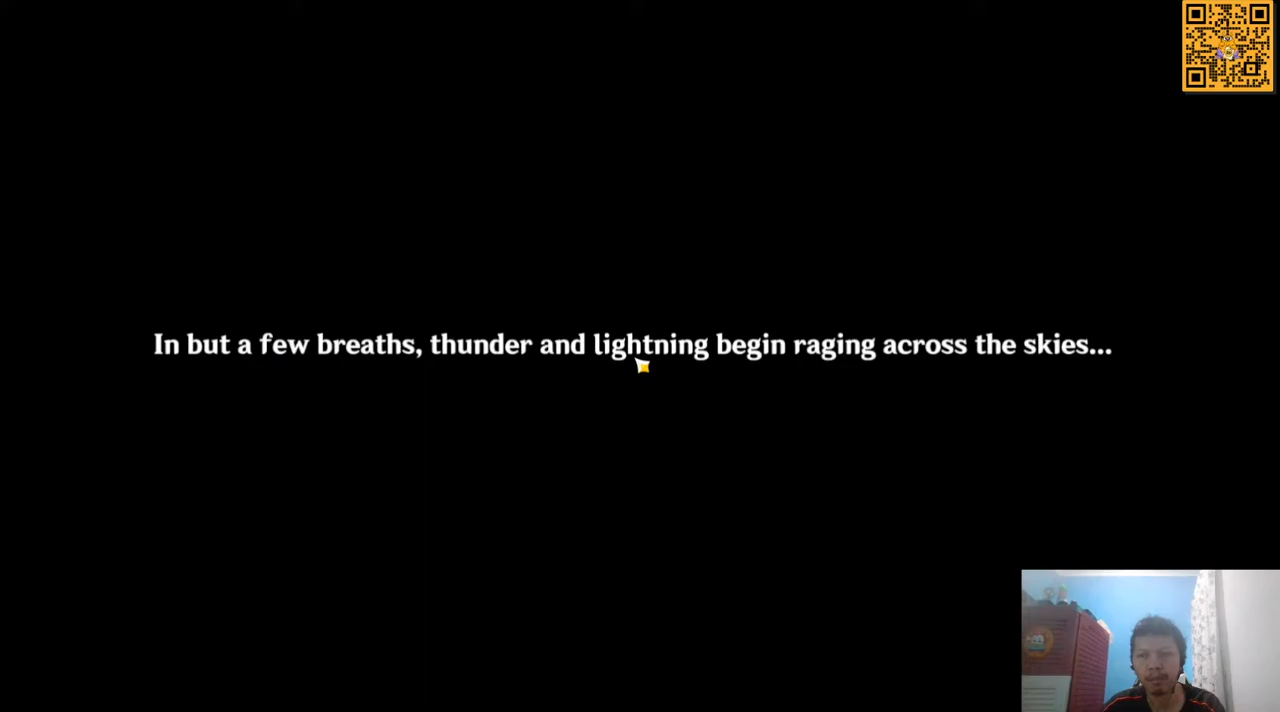 In but a few breaths, thunder and lightning begin raging across the skies...